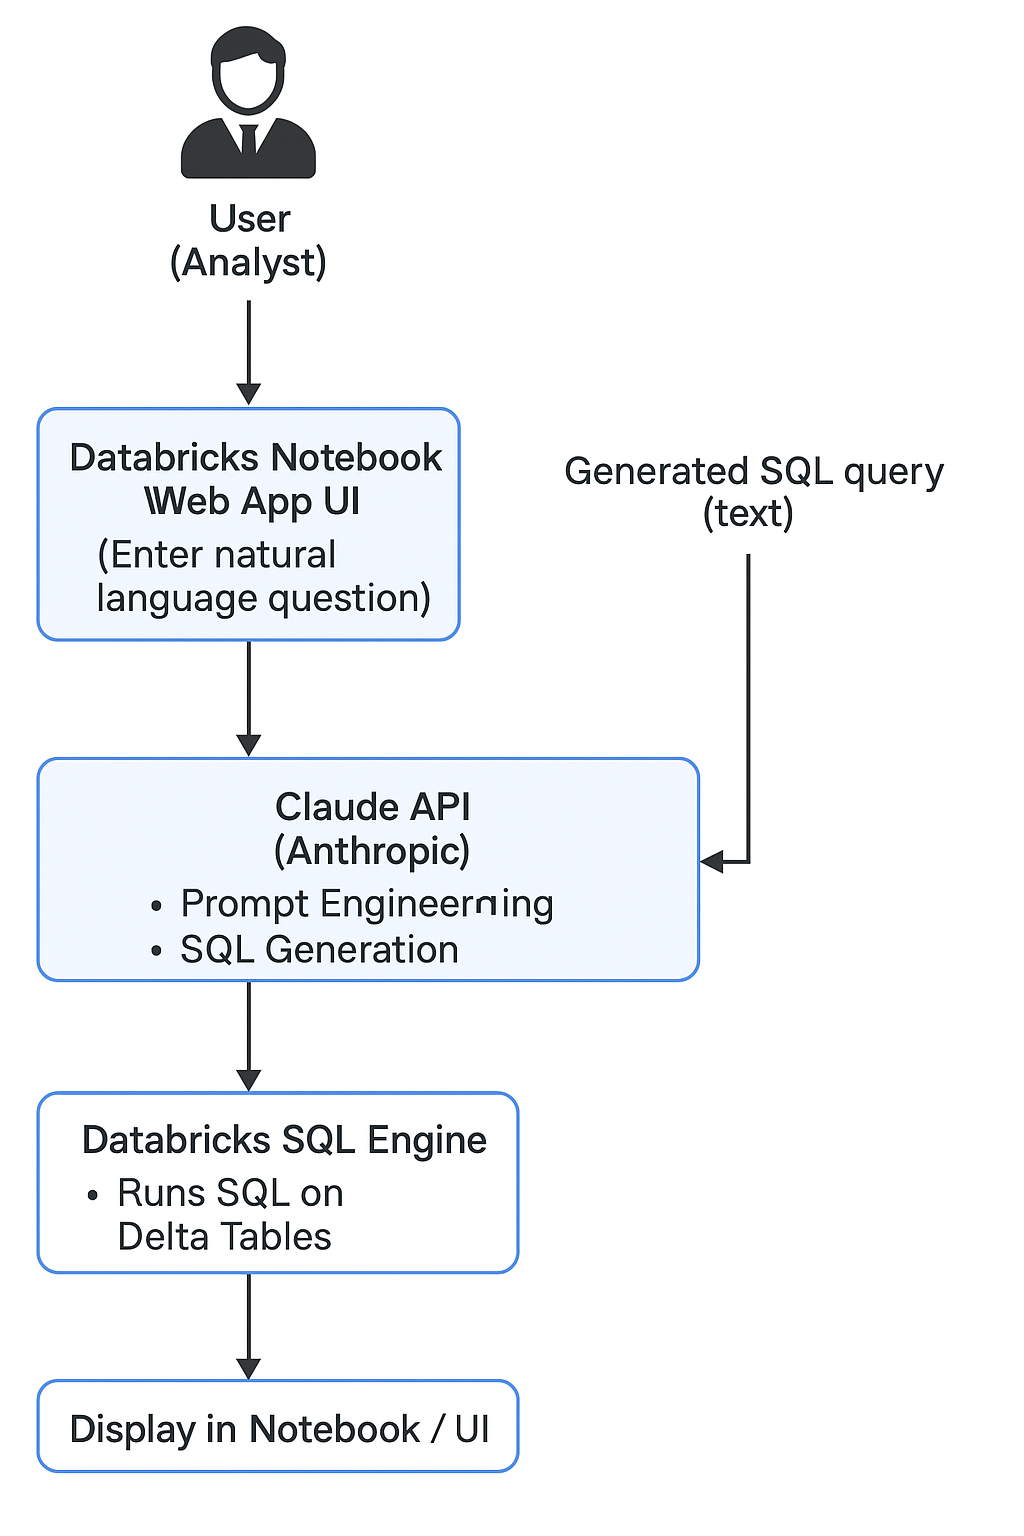 User
(Analyst)
Databricks Notebook
\Web App UI
(Enter natural
language question)
Generated SQL query
(text)
Claude API
(Anthropic)
• Prompt Engineerning
• SQL Generation
Databricks SQL Engine
• Runs SQL on
Delta Tables
Display in Notebook / UI